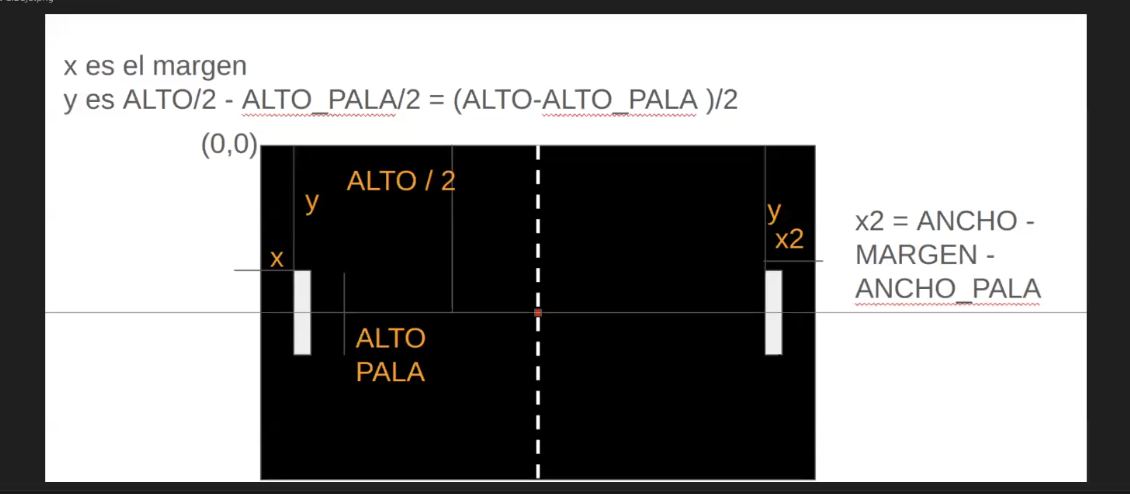 x es el margen
y es ALTO/2 - ALTO_PALA/2 = (ALTO-ALTO_PALA )/2
(0,0)
ALTO / 2
y
x
y
x2
x2 = ANCHO -
MARGEN -
ANCHO_PALA
ALTO
PALA